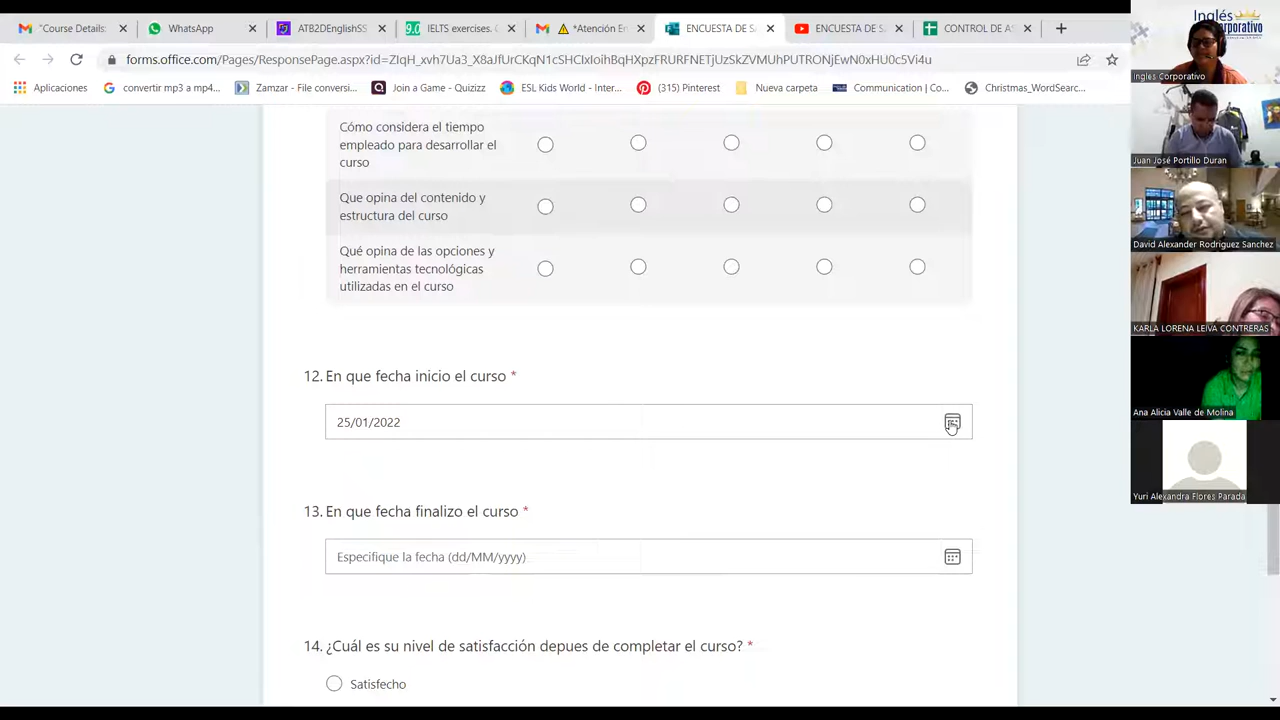 "Course Details:
WhatsApp
ATB2DEnglishSS
9.0 IELTS exercises.
*Atención En
ENCUESTA DE SA
ENCUESTA DE SA
CONTROL DE AS
forms.office.com/Pages/ResponsePage.aspx?id=
Aplicaciones
convertir mp3 a mp4...
Zamzar - File conversi...
Join a Game - Quizizz
ESL Kids World - Inter...
(315) Pinterest
Nueva carpeta
Communication | Co...
Christmas_WordSearc...
Cómo considera el tiempo
empleado para desarrollar el
curso
Que opina del contenido y
estructura del curso
Qué opina de las opciones y
herramientas tecnológicas
utilizadas en el curso
12. En que fecha inicio el curso *
25/01/2022
13. En que fecha finalizo el curso *
Especifique la fecha (dd/MM/yyyy)
14. ¿Cuál es su nivel de satisfacción depues de completar el curso? *
Satisfecho
Inglés
Ingles Corporativo
Juan José Portillo Duran
David Alexander Rodriguez Sanchez
KARLA LORENA LEIVA CONTRERAS
Ana Alicia Valle de Molina
Yuri Alexandra Flores Parada